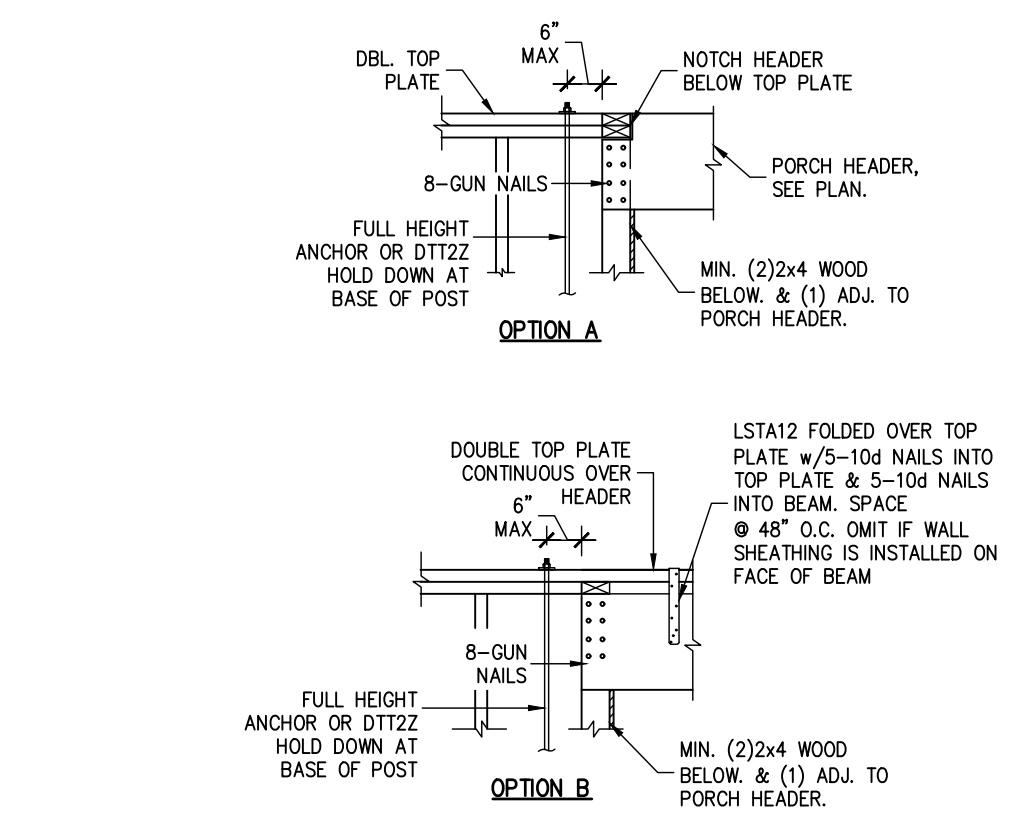 6"
MAX
DBL. TOP
PLATE
NOTCH HEADER
BELOW TOP PLATE
PORCH HEADER,
SEE PLAN.
8-GUN NAILS
FULL HEIGHT
ANCHOR OR DTT2Z
HOLD DOWN AT
BASE OF POST
MIN. (2)2x4 WOOD
BELOW. & (1) ADJ. TO
PORCH HEADER.
OPTION A
LSTA12 FOLDED OVER TOP
PLATE w/5-10d NAILS INTO
TOP PLATE & 5-10d NAILS
INTO BEAM. SPACE
@ 48" O.C. OMIT IF WALL
SHEATHING IS INSTALLED ON
FACE OF BEAM
DOUBLE TOP PLATE
CONTINUOUS OVER
HEADER
6"
MAX
8-GUN
NAILS
FULL HEIGHT
ANCHOR OR DTT2Z
HOLD DOWN AT
BASE OF POST
MIN. (2)2x4 WOOD
BELOW. & (1) ADJ. TO
PORCH HEADER.
OPTION B